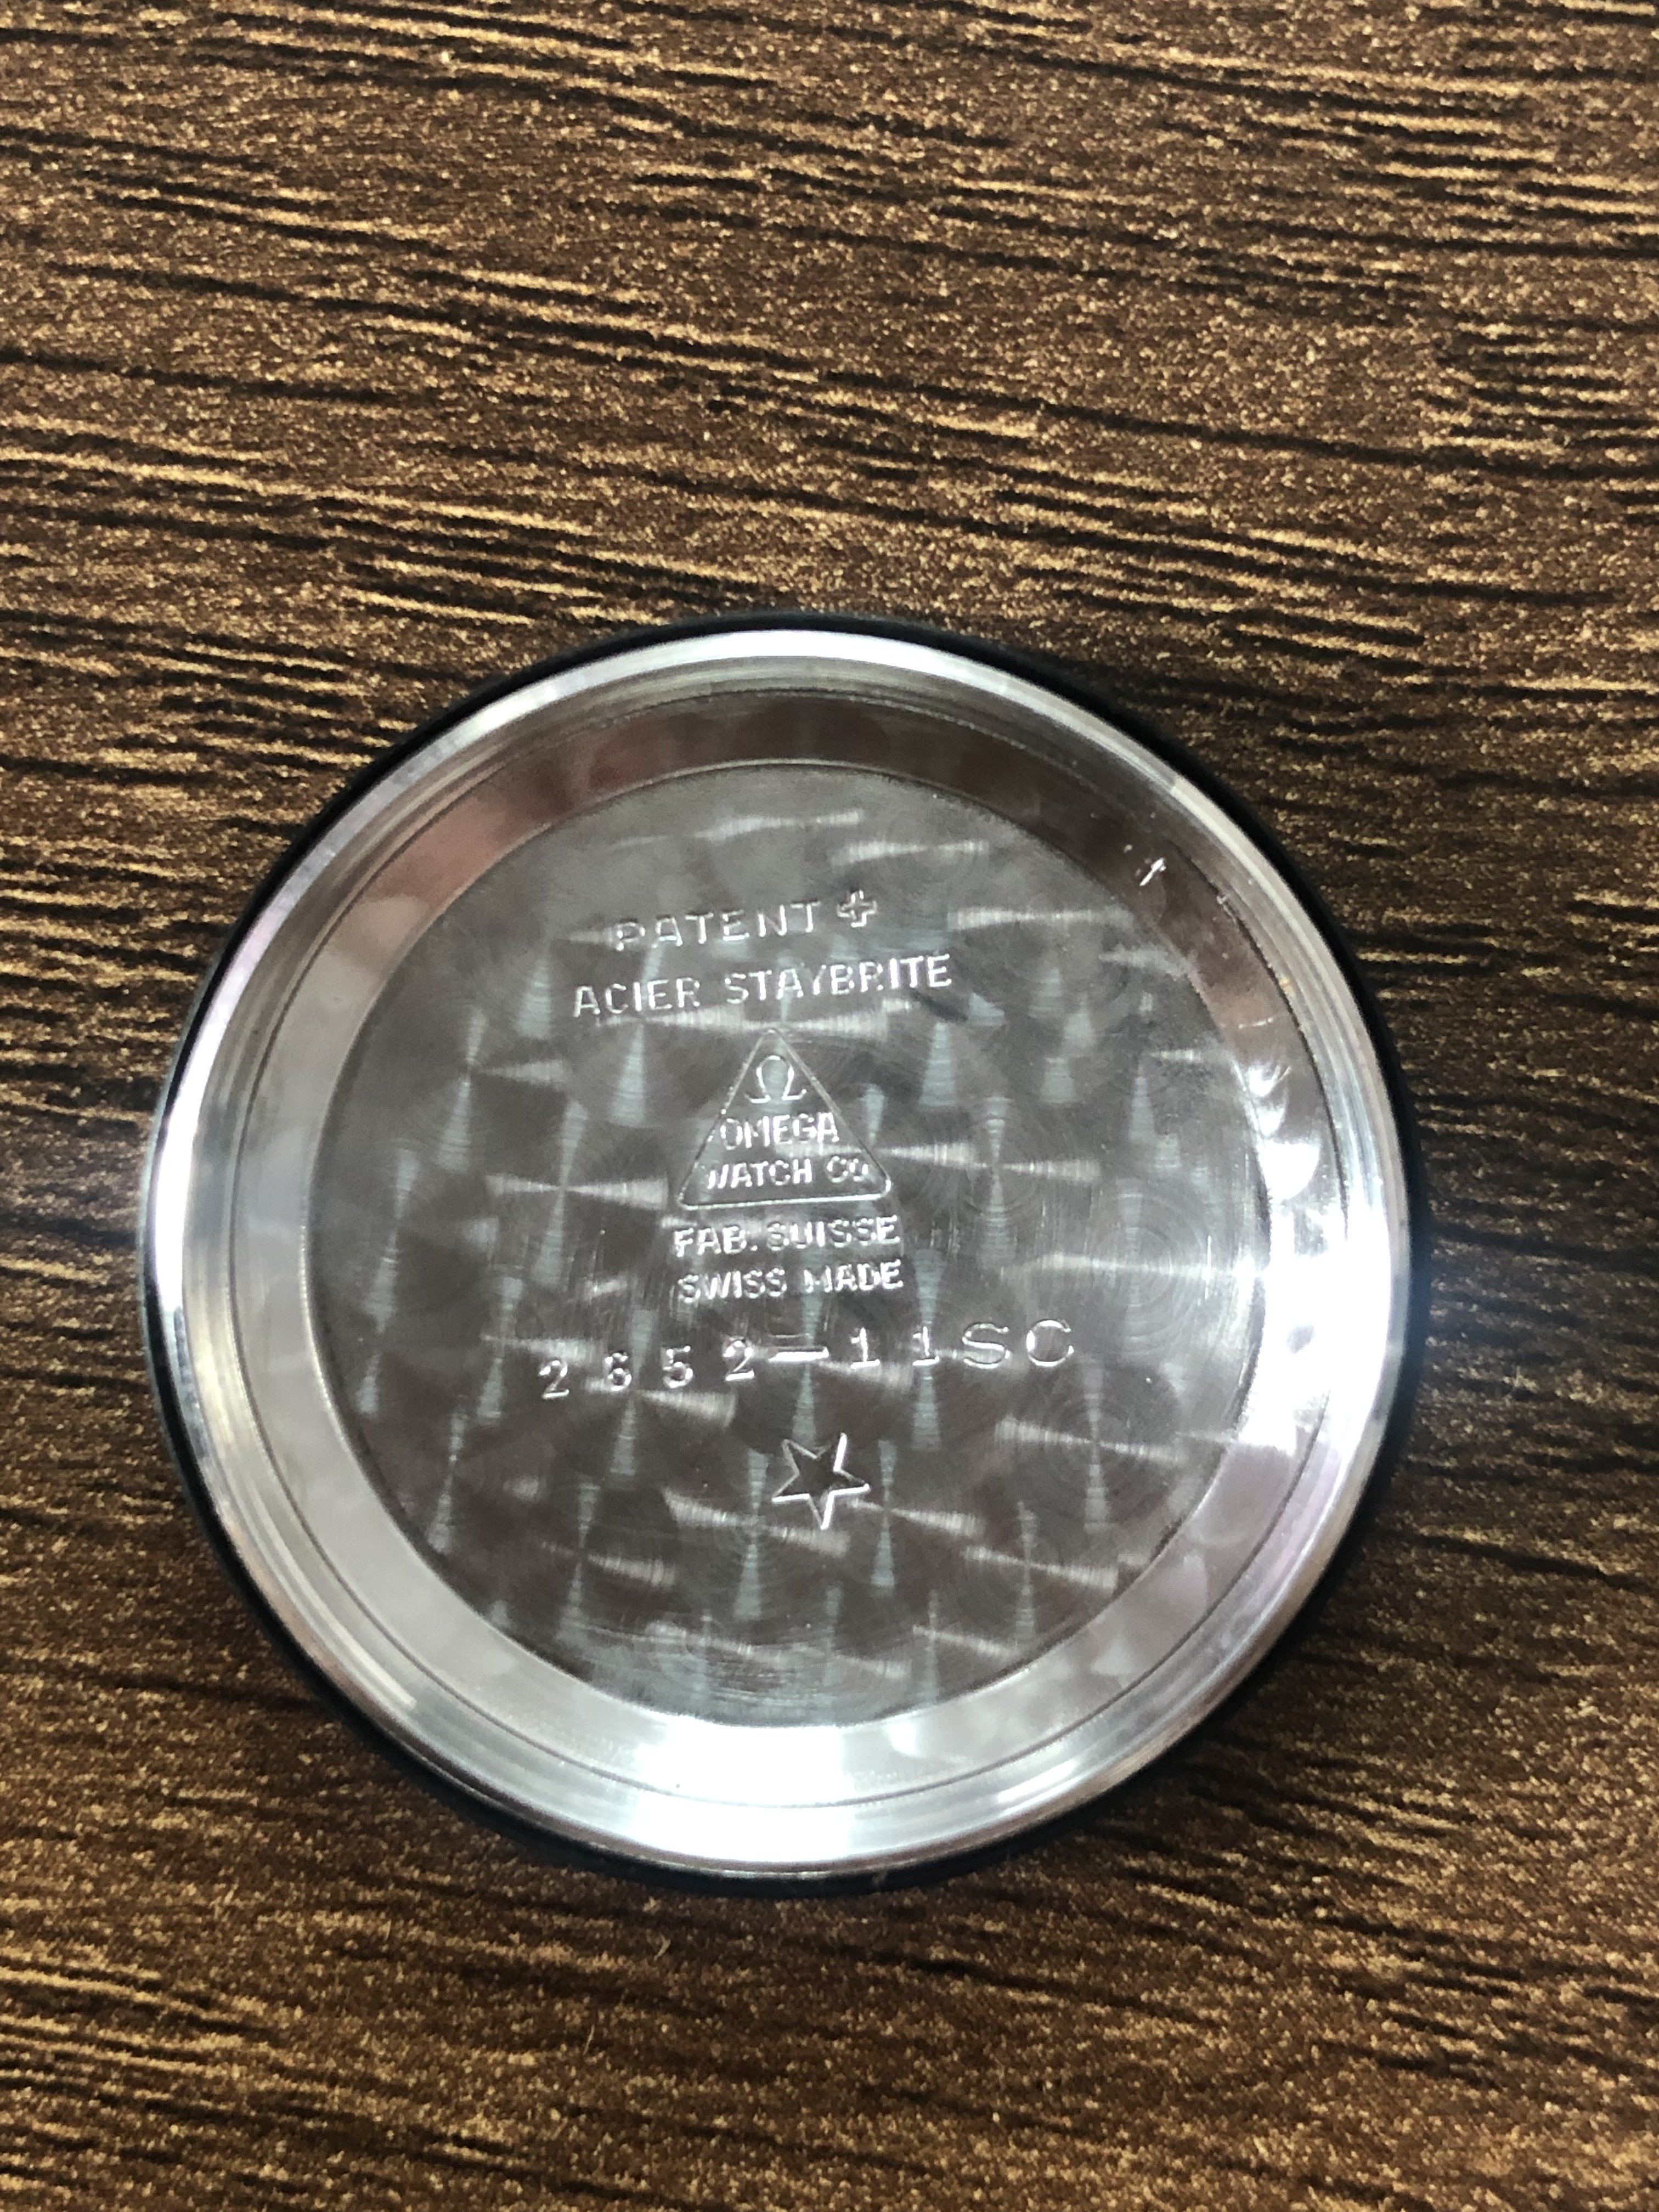 PATENT ✚
ACIER STAYBRITE
Ω
OMEGA
WATCH CO
FAB. SUISSE
SWISS MADE
2652-11SC